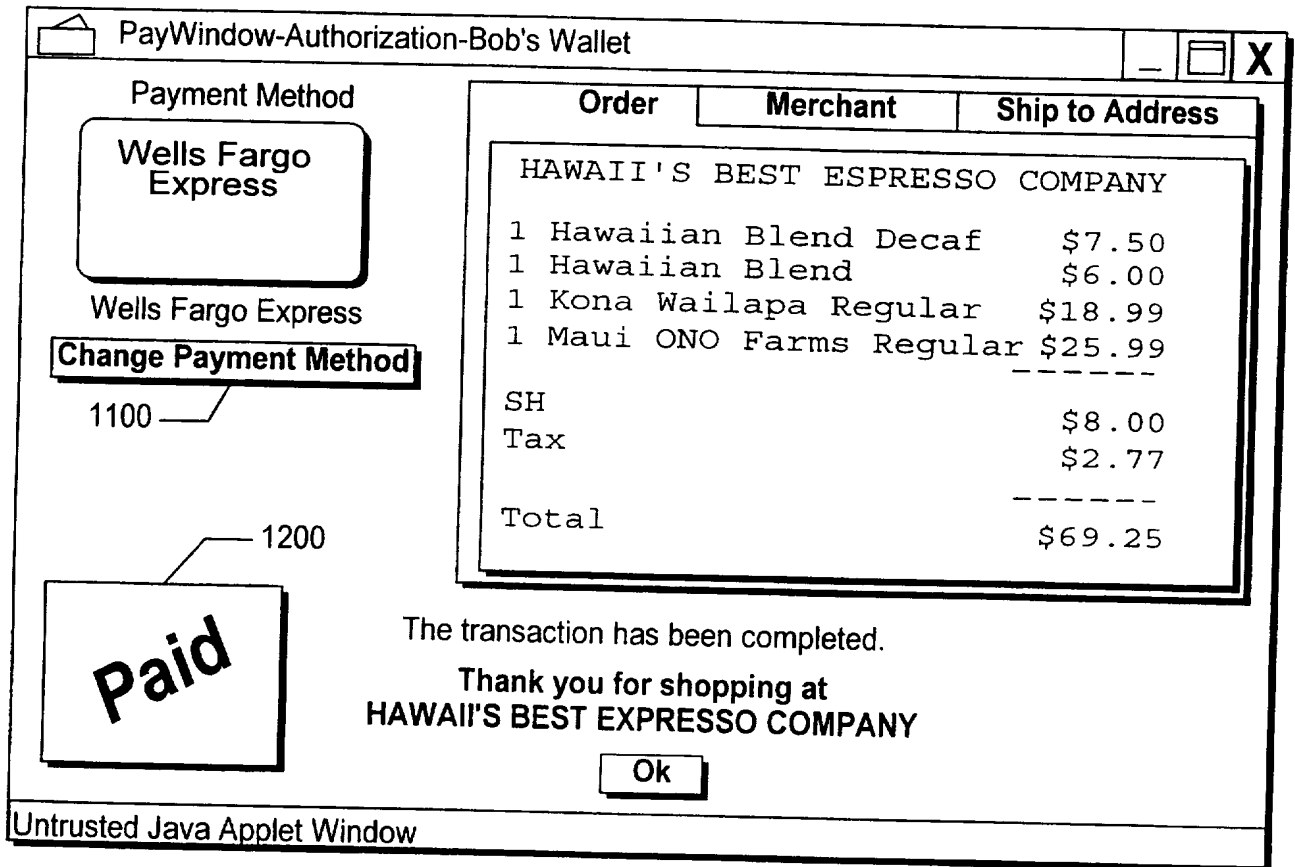 PayWindow-Authorization-Bob's Wallet
_ X
Payment Method
Wells Fargo
Express
Wells Fargo Express
Change Payment Method
1100
1200
Paid
Order Merchant Ship to Address
HAWAII'S BEST ESPRESSO COMPANY
1 Hawaiian Blend Decaf $7.50
1 Hawaiian Blend $6.00
1 Kona Wailapa Regular $18.99
1 Maui ONO Farms Regular $25.99
------
SH $8.00
Tax $2.77
------
Total $69.25
The transaction has been completed.
Thank you for shopping at
HAWAII'S BEST EXPRESSO COMPANY
Ok
Untrusted Java Applet Window